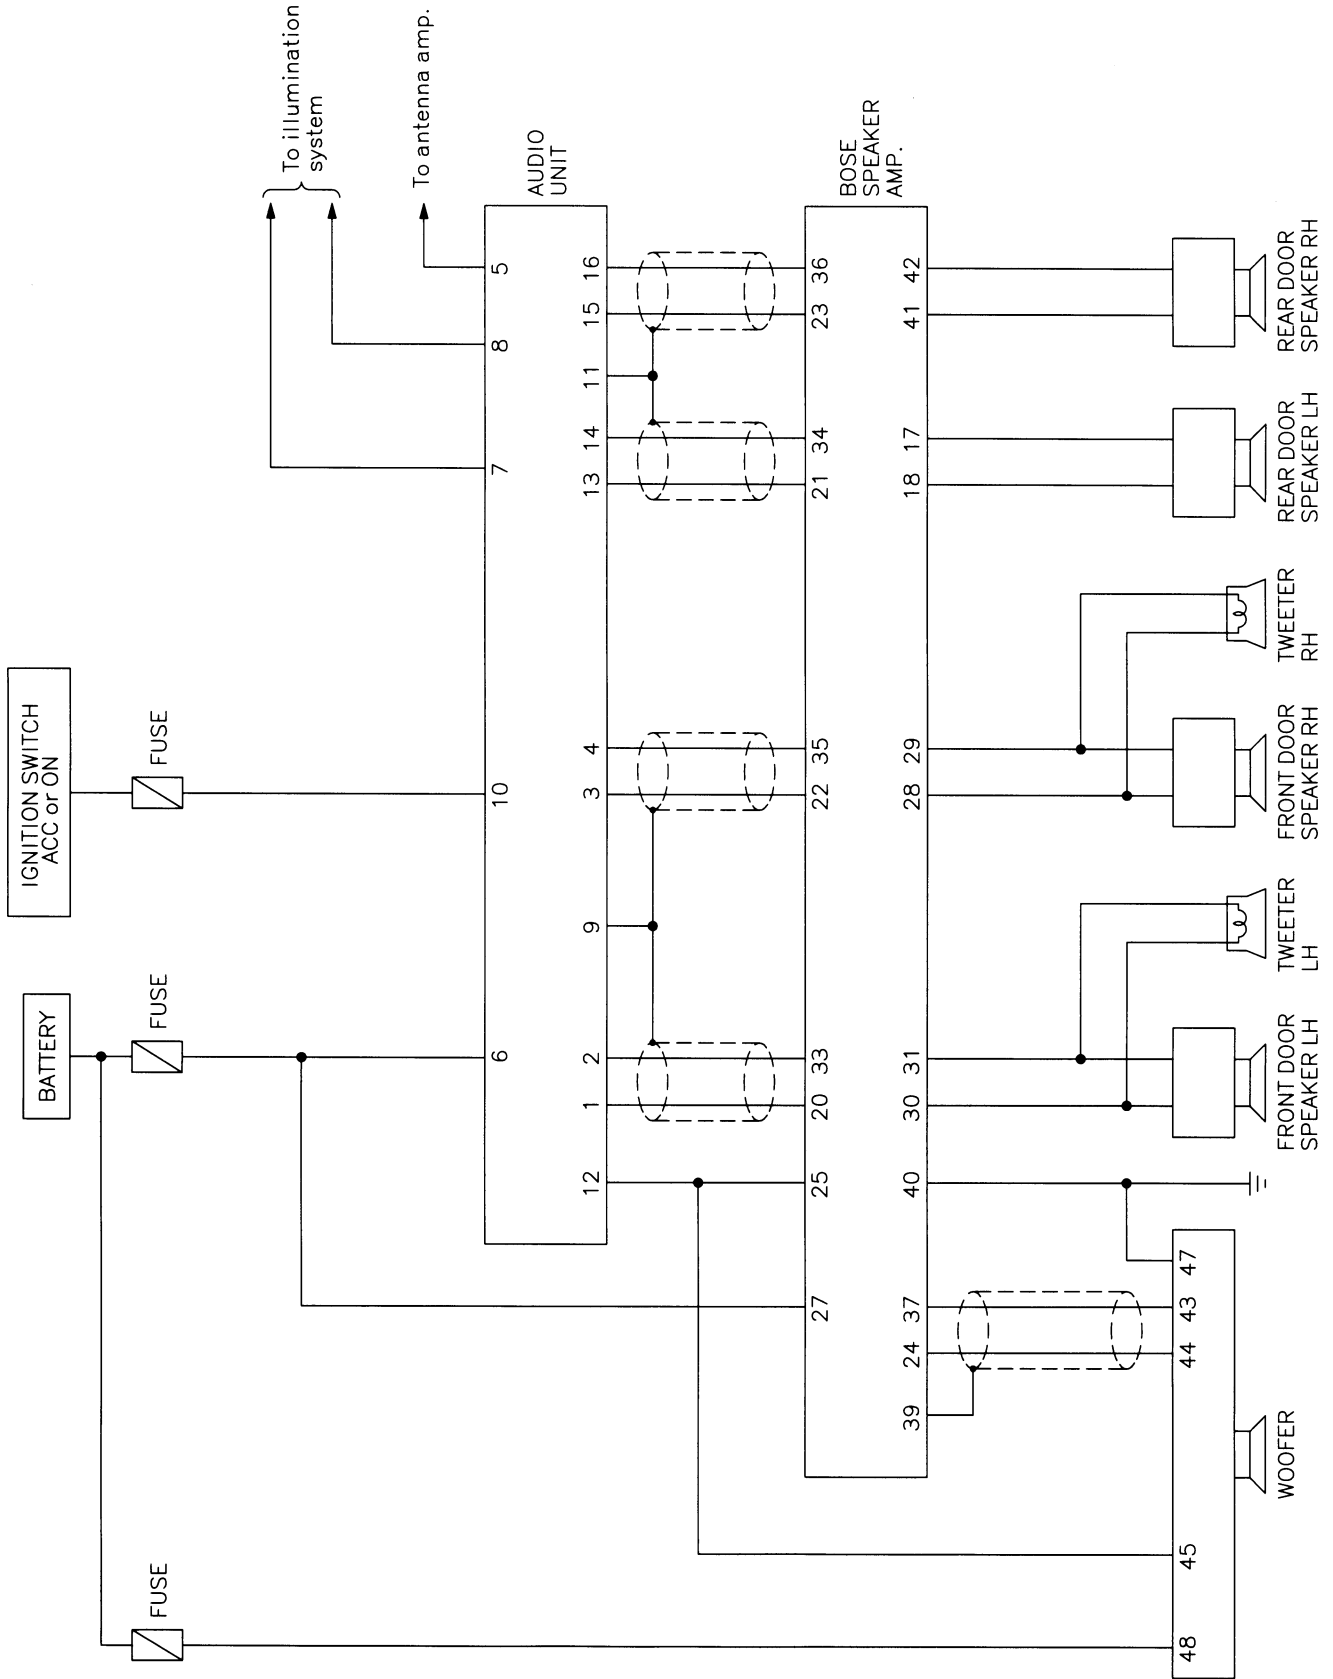 IGNITION SWITCH
ACC or ON
BATTERY
FUSE
FUSE
FUSE
To illumination
system
To antenna amp.
AUDIO
UNIT
6
10
7
8
5
12
1
2
9
3
4
13
14
11
15
16
BOSE
SPEAKER
AMP.
27
25
20
33
22
35
21
34
23
36
39
24
37
40
30
31
28
29
18
17
41
42
48
45
44
43
47
WOOFER
FRONT DOOR
SPEAKER LH
TWEETER
LH
FRONT DOOR
SPEAKER RH
TWEETER
RH
REAR DOOR
SPEAKER LH
REAR DOOR
SPEAKER RH